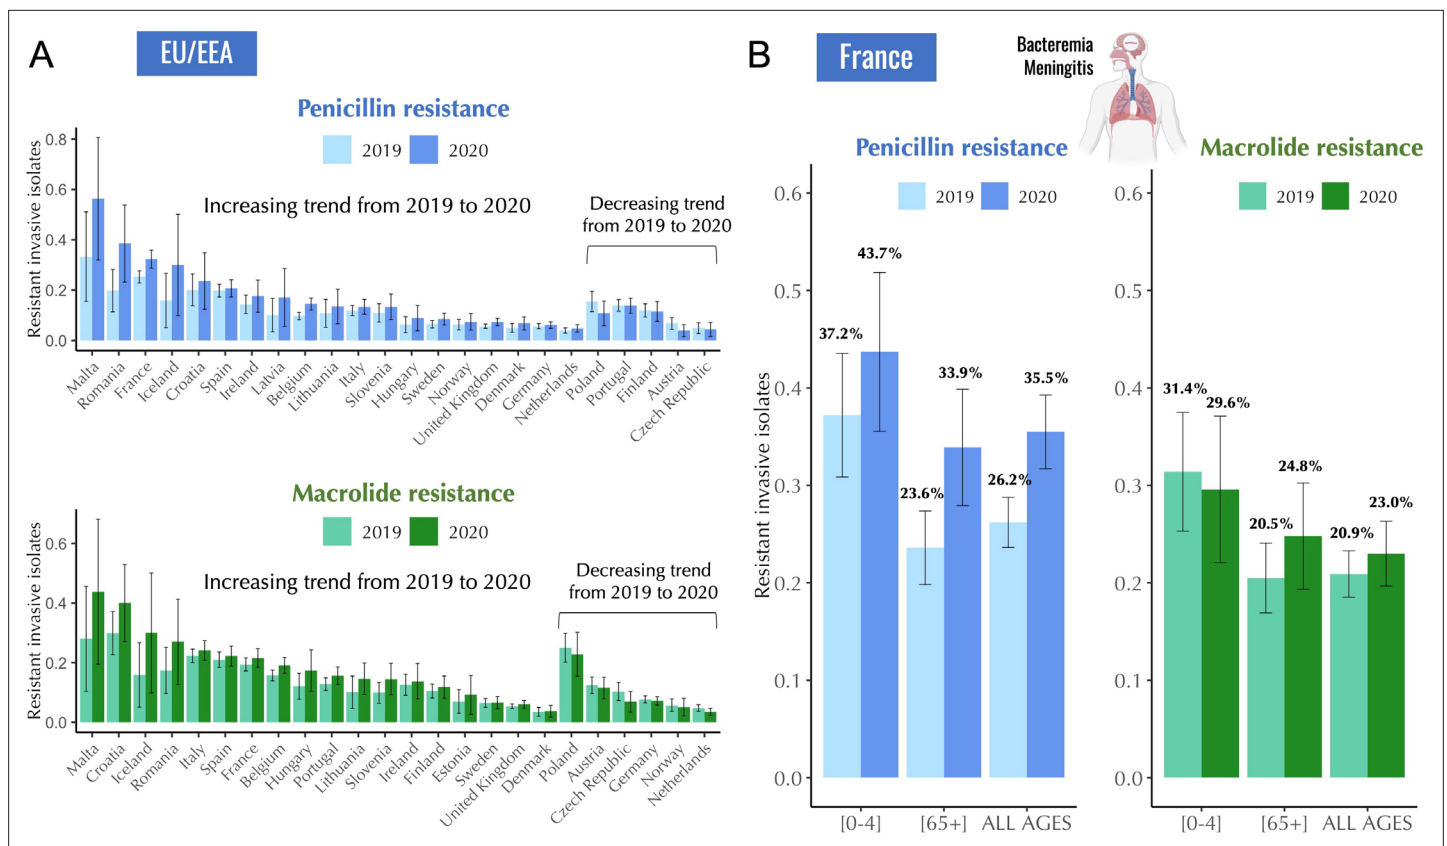 A
EU/EEA
Penicillin resistance
2019
2020
Increasing trend from 2019 to 2020
Decreasing trend
from 2019 to 2020
Resistant invasive isolates
0.8
0.6
0.4
0.2
0.0
Malta
Romania
France
Iceland
Croatia
Spain
Ireland
Latvia
Belgium
Lithuania
Italy
Slovenia
Hungary
Sweden
Norway
United Kingdom
Denmark
Germany
Netherlands
Poland
Portugal
Finland
Austria
Czech Republic
Macrolide resistance
2019
2020
Increasing trend from 2019 to 2020
Decreasing trend
from 2019 to 2020
Resistant invasive isolates
0.6
0.4
0.2
0.0
Malta
Croatia
Iceland
Romania
Italy
Spain
France
Belgium
Hungary
Portugal
Lithuania
Slovenia
Ireland
Finland
Estonia
Sweden
United Kingdom
Denmark
Poland
Austria
Czech Republic
Germany
Norway
Netherlands
B
France
Bacteremia
Meningitis
Penicillin resistance
2019
2020
Resistant invasive isolates
0.6
0.5
0.4
0.3
0.2
0.1
0.0
37.2%
43.7%
23.6%
33.9%
26.2%
35.5%
[0-4]
[65+]
ALL AGES
Macrolide resistance
2019
2020
Resistant invasive isolates
0.6
0.5
0.4
0.3
0.2
0.1
0.0
31.4%
29.6%
20.5%
24.8%
20.9%
23.0%
[0-4]
[65+]
ALL AGES